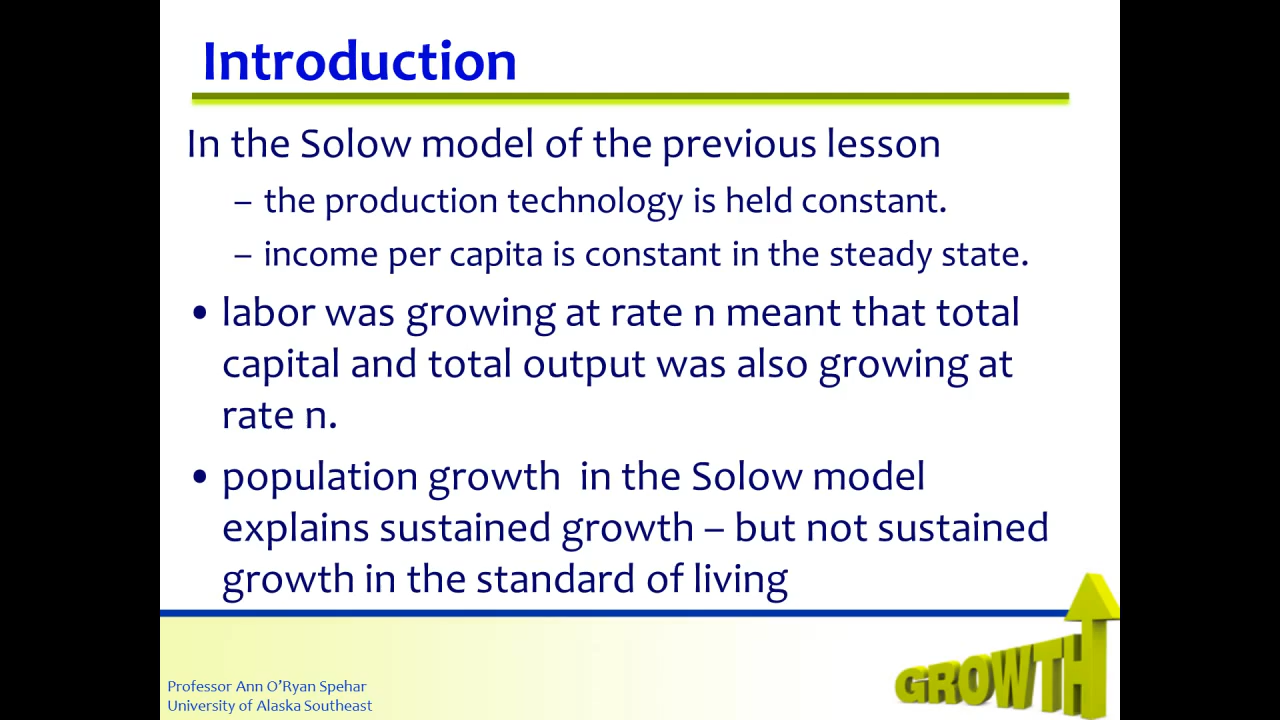 Introduction
In the Solow model of the previous lesson
– the production technology is held constant.
– income per capita is constant in the steady state.
• labor was growing at rate n meant that total
capital and total output was also growing at
rate n.
• population growth  in the Solow model
explains sustained growth – but not sustained
growth in the standard of living
GROWTH
Professor Ann O’Ryan Spehar
University of Alaska Southeast